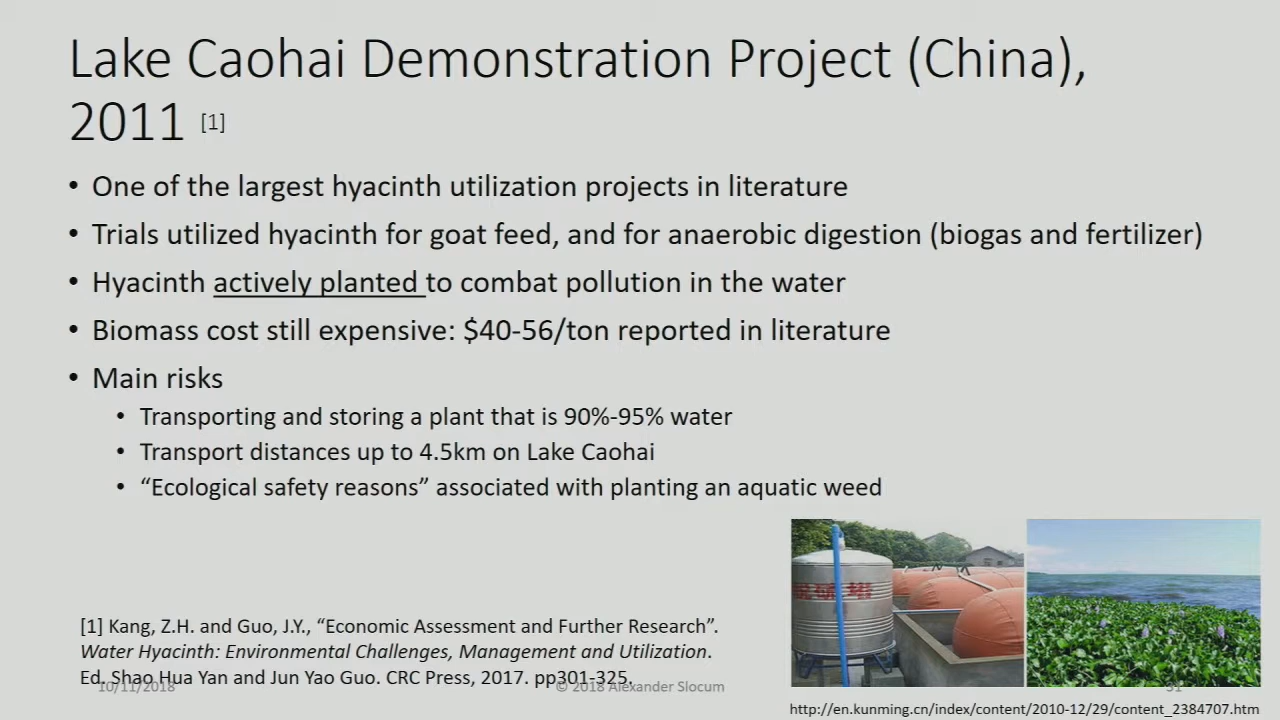 Lake Caohai Demonstration Project (China),
2011 [1]
• One of the largest hyacinth utilization projects in literature
• Trials utilized hyacinth for goat feed, and for anaerobic digestion (biogas and fertilizer)
• Hyacinth actively planted to combat pollution in the water
• Biomass cost still expensive: $40-56/ton reported in literature
• Main risks
• Transporting and storing a plant that is 90%-95% water
• Transport distances up to 4.5km on Lake Caohai
• “Ecological safety reasons” associated with planting an aquatic weed
[1] Kang, Z.H. and Guo, J.Y., “Economic Assessment and Further Research”.
Water Hyacinth: Environmental Challenges, Management and Utilization.
Ed. Shao Hua Yan and Jun Yao Guo. CRC Press, 2017. pp301-325.
10/11/2018
© 2018 Alexander Slocum
http://en.kunming.cn/index/content/2010-12/29/content_2384707.htm